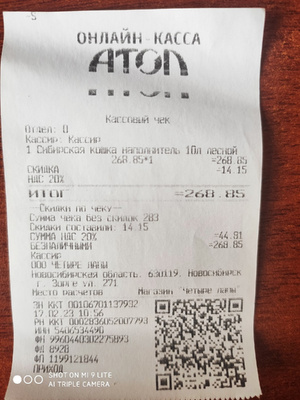 ОНЛАЙН-КАССА
АТОЛ
Кассовый чек
Отдел: 0
Кассир: Кассир
1 Сибирская кошка наполнитель 10л лесной
268.85*1 =268.85
СКИДКА -14.15
НДС 20%
ИТОГ =268.85
Скидки по чеку
Сумма чека без скидок 283
Скидки составили: 14.15
СУММА НДС 20% =44.81
БЕЗНАЛИЧНЫМИ =268.85
Кассир
ООО ЧЕТЫРЕ ЛАПЫ
Новосибирская область, 630119, Новосибирск
г, Зорге ул. 271
Место расчетов Магазин "Четыре лапы"
ЗН ККТ 00106701137932
17.02.23 10:56
РН ККТ 0002836052007793
ИНН 5406534496
ФН 9960440302275893
ФД 8928
ФП 1199121844
ПРИХОД
SHOT ON MI 9 LITE
AI TRIPLE CAMERA